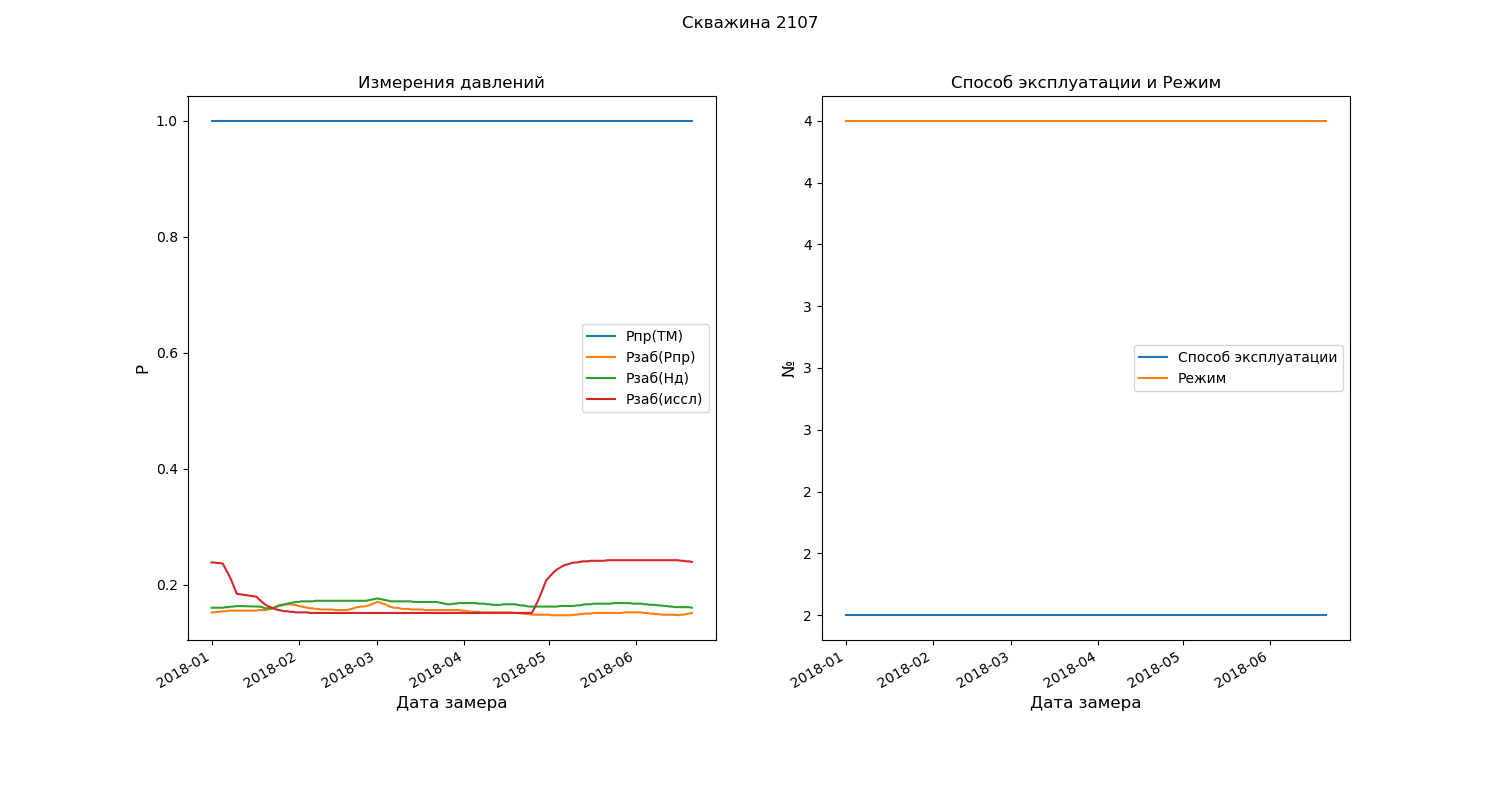 Скважина 2107
Измерения давлений
1.0
0.8
0.6
0.4
0.2
P
Pпр(ТМ)
Pзаб(Pпр)
Pзаб(Hд)
Pзаб(иссл)
2018-01
2018-02
2018-03
2018-04
2018-05
2018-06
Дата замера
Способ эксплуатации и Режим
4
4
4
3
3
3
2
2
2
№
Способ эксплуатации
Режим
2018-01
2018-02
2018-03
2018-04
2018-05
2018-06
Дата замера